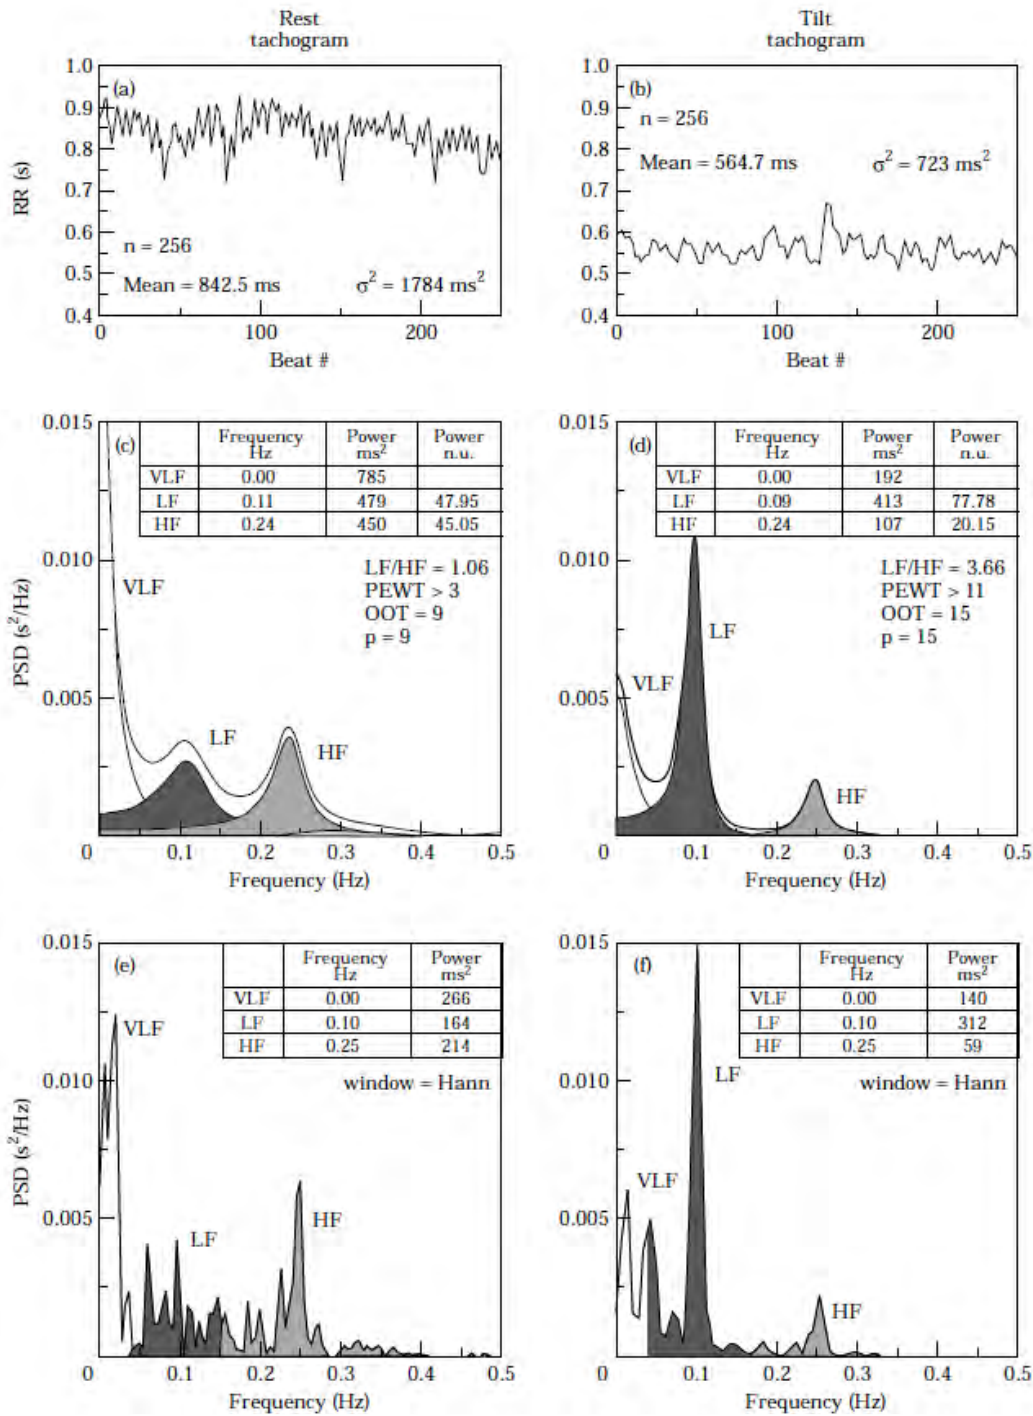 Rest
tachogram
Tilt
tachogram
1.0
0.9
0.8
0.7
0.6
0.5
0.4
RR (s)
(a)
n = 256
Mean = 842.5 ms σ² = 1784 ms²
0 100 200
Beat #
1.0
0.9
0.8
0.7
0.6
0.5
0.4
(b)
n = 256
Mean = 564.7 ms σ² = 723 ms²
0 100 200
Beat #
0.015
0.010
0.005
PSD (s²/Hz)
(c)
Frequency Hz Power ms² Power n.u.
VLF 0.00 785
LF 0.11 479 47.95
HF 0.24 450 45.05
LF/HF = 1.06
PEWT > 3
OOT = 9
p = 9
VLF
LF
HF
0 0.1 0.2 0.3 0.4 0.5
Frequency (Hz)
0.015
0.010
0.005
(d)
Frequency Hz Power ms² Power n.u.
VLF 0.00 192
LF 0.09 413 77.78
HF 0.24 107 20.15
LF/HF = 3.66
PEWT > 11
OOT = 15
p = 15
LF
VLF
HF
0 0.1 0.2 0.3 0.4 0.5
Frequency (Hz)
0.015
0.010
0.005
PSD (s²/Hz)
(e)
Frequency Hz Power ms²
VLF 0.00 266
LF 0.10 164
HF 0.25 214
window = Hann
VLF
LF
HF
0 0.1 0.2 0.3 0.4 0.5
Frequency (Hz)
0.015
0.010
0.005
(f)
Frequency Hz Power ms²
VLF 0.00 140
LF 0.10 312
HF 0.25 59
window = Hann
LF
VLF
HF
0 0.1 0.2 0.3 0.4 0.5
Frequency (Hz)